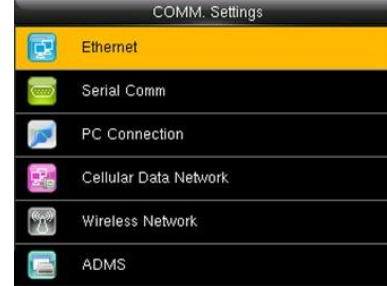 COMM. Settings
Ethernet
Serial Comm
PC Connection
Cellular Data Network
Wireless Network
ADMS